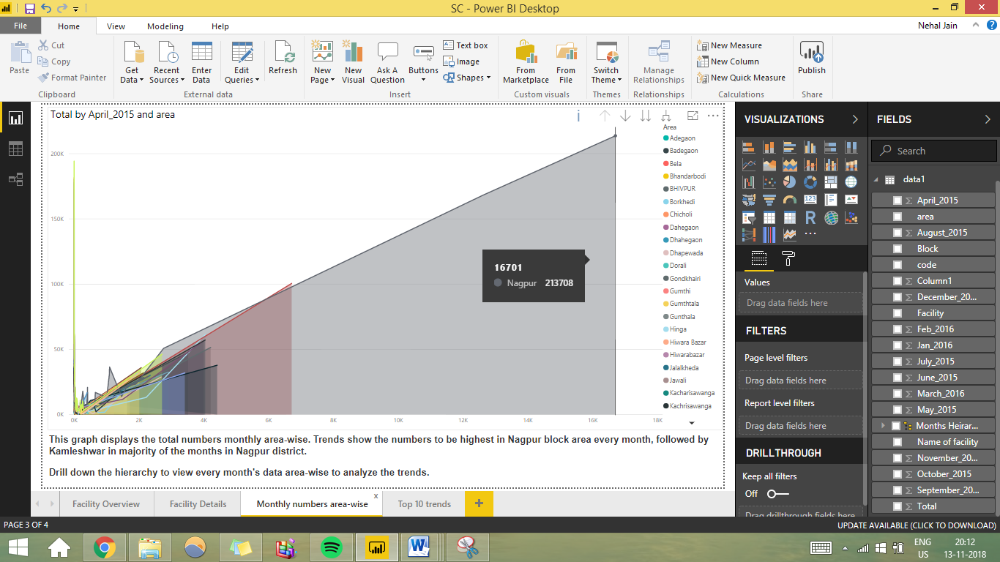 SC - Power BI Desktop
File
Home
View
Modeling
Help
Nehal Jain
Paste
Cut
Copy
Format Painter
Clipboard
Get
Data
Recent
Sources
Enter
Data
Edit
Queries
Refresh
External data
New
Page
New
Visual
Ask A
Question
Buttons
Text box
Image
Shapes
Insert
From
Marketplace
From
File
Custom visuals
Switch
Theme
Themes
Manage
Relationships
Relationships
New Measure
New Column
New Quick Measure
Calculations
Publish
Share
Total by April_2015 and area
200K
150K
100K
50K
0K
0K 2K 4K 6K 8K 10K 12K 14K 16K 18K
16701
Nagpur 213708
Area
Adegaon
Badegaon
Bela
Bhandarbodi
BHIVPUR
Borkhedi
Chicholi
Dahegaon
Dhahegaon
Dhapewada
Dorali
Gondkhairi
Gumthi
Gumthtala
Gunthala
Hinga
Hiwara Bazar
Hiwarabazar
Jalalkheda
Jawali
Kacharisawanga
Kachrisawanga
This graph displays the total numbers monthly area-wise. Trends show the numbers to be highest in Nagpur block area every month, followed by
Kamleshwar in majority of the months in Nagpur district.
Drill down the hierarchy to view every month's data area-wise to analyze the trends.
VISUALIZATIONS
123
R
Values
Drag data fields here
FILTERS
Page level filters
Drag data fields here
Report level filters
Drag data fields here
DRILLTHROUGH
Keep all filters
Off
Drag drillthrough fields here
FIELDS
Search
data1
April_2015
area
August_2015
Block
code
Column1
December_20...
Facility
Feb_2016
Jan_2016
July_2015
June_2015
March_2016
May_2015
Months Heirar...
Name of facility
November_20...
October_2015
September_20...
Total
Facility Overview
Facility Details
Monthly numbers area-wise
x
Top 10 trends
+
PAGE 3 OF 4
UPDATE AVAILABLE (CLICK TO DOWNLOAD)
ENG
US
20:12
13-11-2018